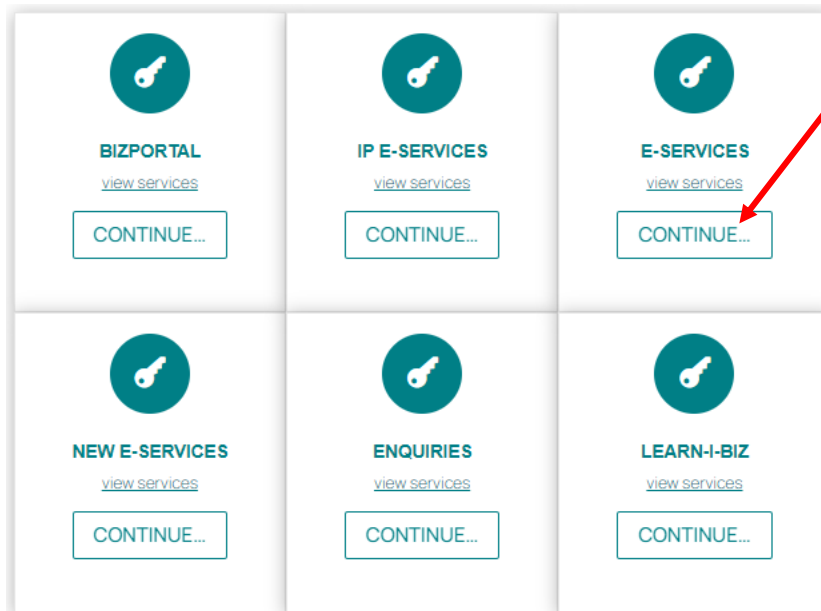 BIZPORTAL
view services
CONTINUE...
IP E-SERVICES
view services
CONTINUE...
E-SERVICES
view services
CONTINUE...
NEW E-SERVICES
view services
CONTINUE...
ENQUIRIES
view services
CONTINUE...
LEARN-I-BIZ
view services
CONTINUE...